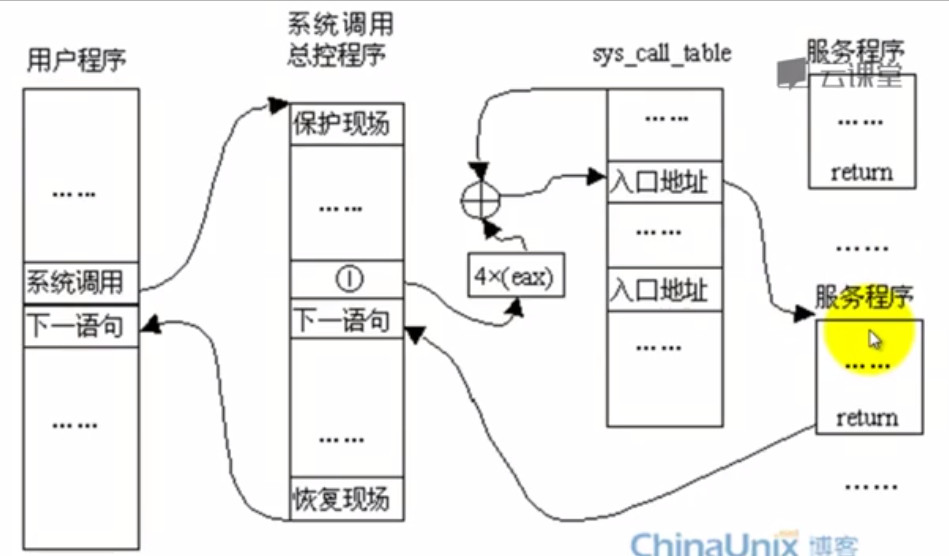 用户程序
……
系统调用
下一语句
……
系统调用
总控程序
保护现场
……
①
下一语句
……
恢复现场
4×(eax)
sys_call_table
……
入口地址
……
入口地址
……
服务程序
云课堂
……
return
……
服务程序
……
return
……
ChinaUnix 博客